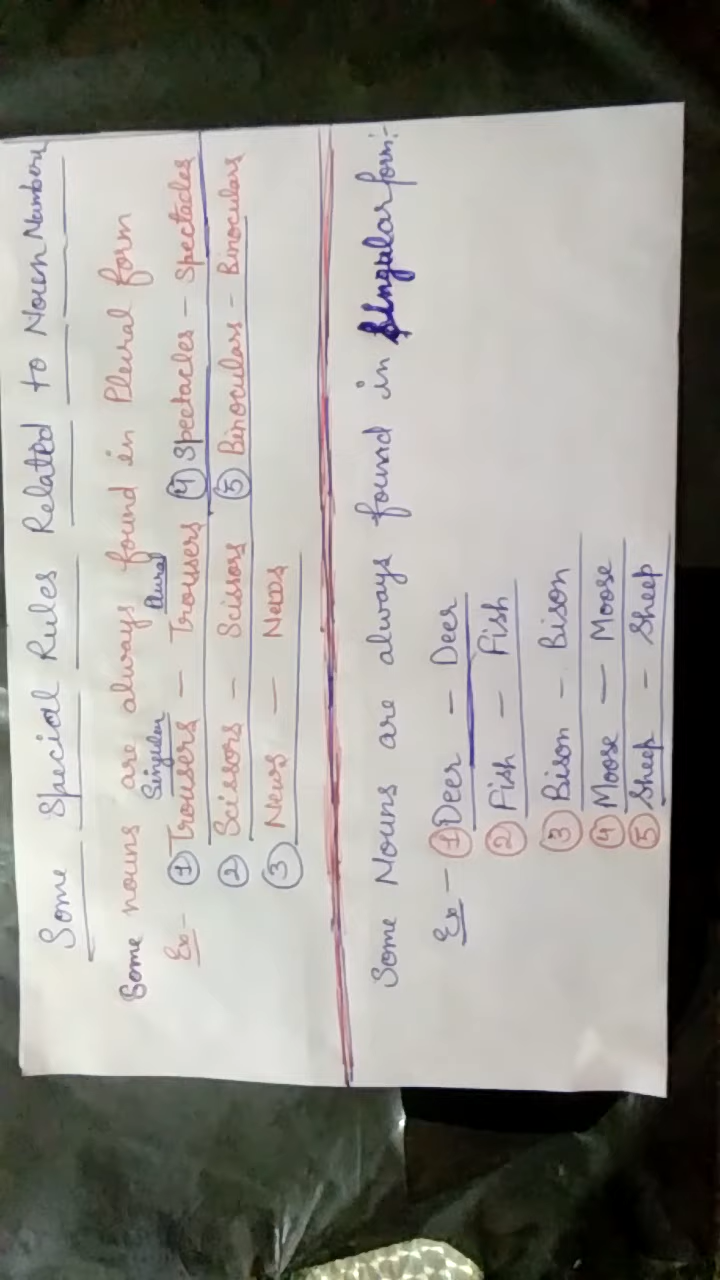 Some Special Rules Related to Noun Number
Some nouns are always found in Plural form
Singular Plural
Ex- ① Trousers - Trousers ④ Spectacles - Spectacles
② Scissors - Scissors ⑤ Binoculars - Binoculars
③ News - News
Some Nouns are always found in Singular form:-
Ex - ① Deer - Deer
② Fish - Fish
③ Bison - Bison
④ Moose - Moose
⑤ Sheep - Sheep